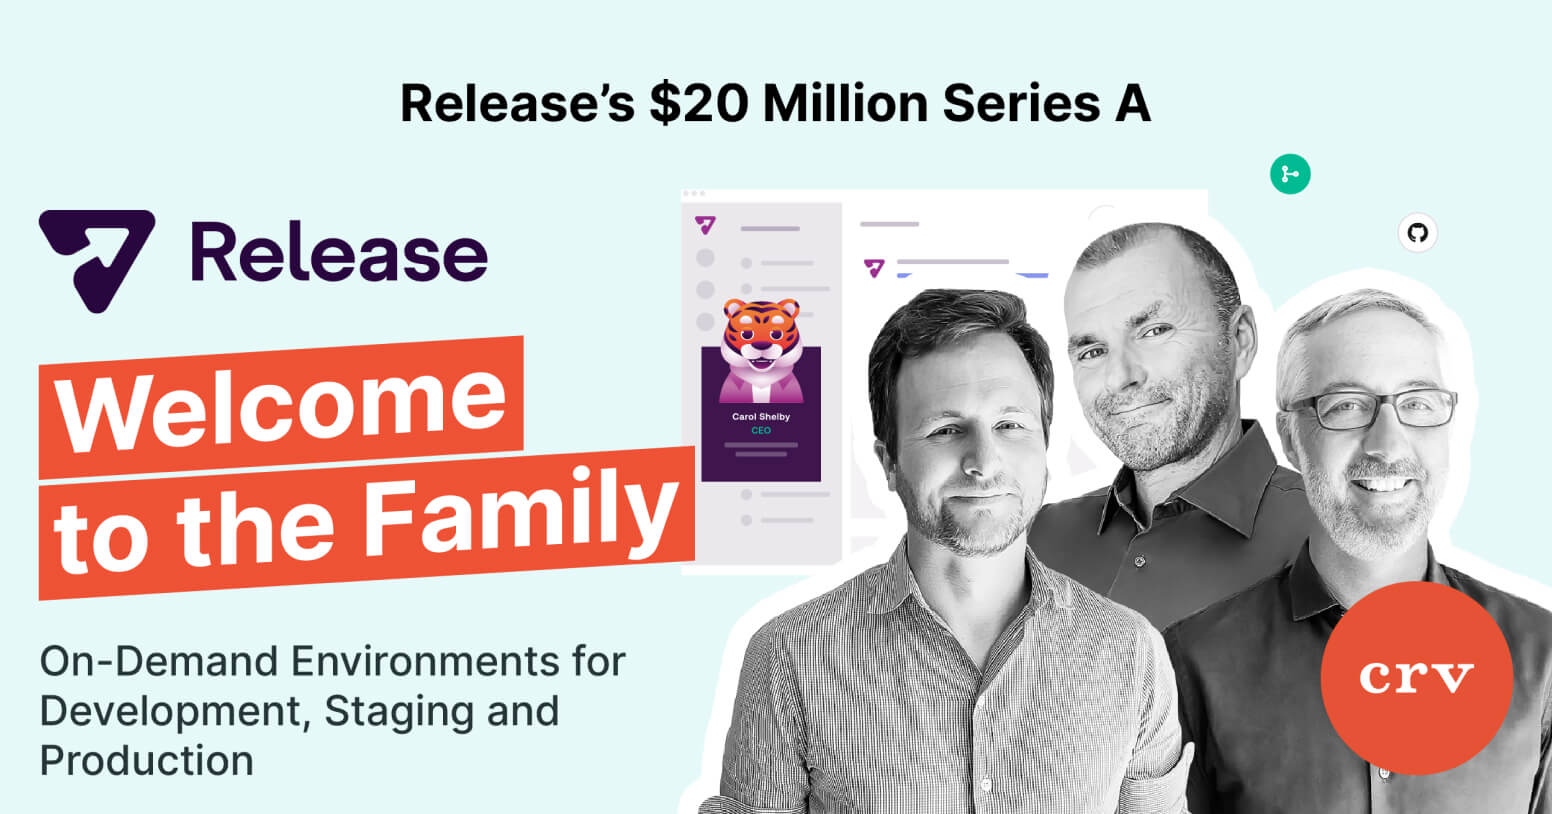 Release’s $20 Million Series A
Release
Welcome
to the Family
On-Demand Environments for
Development, Staging and
Production
Carol Shelby
CEO
crv